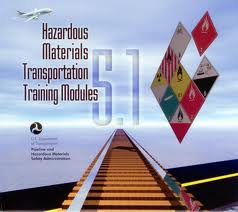 Hazardous
Materials
Transportation
Training Modules
5.1
U.S. Department
of Transportation
Pipeline and
Hazardous Materials
Safety Administration